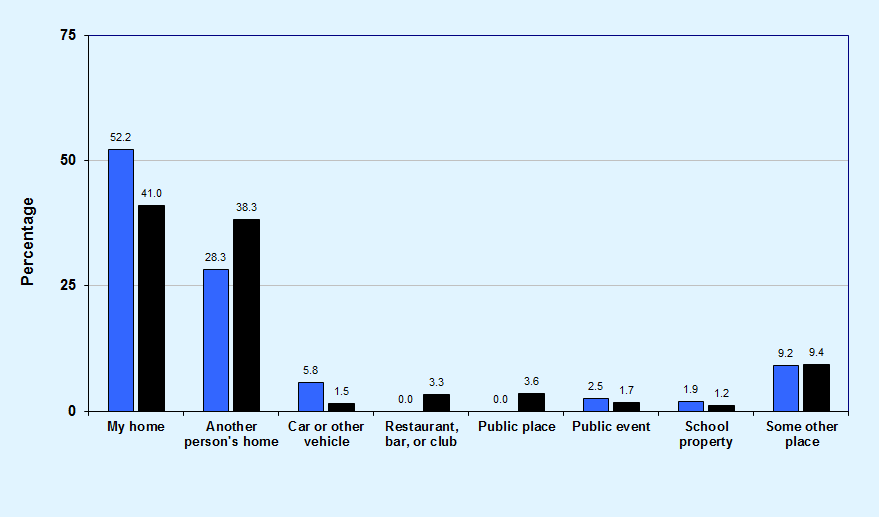 75
52.2
50
41.0
38.3
Percentage
28.3
25
5.8
1.5
0.0
3.3
0.0
3.6
2.5
1.7
1.9
1.2
9.2
9.4
0
My home
Another
person's home
Car or other
vehicle
Restaurant,
bar, or club
Public place
Public event
School
property
Some other
place